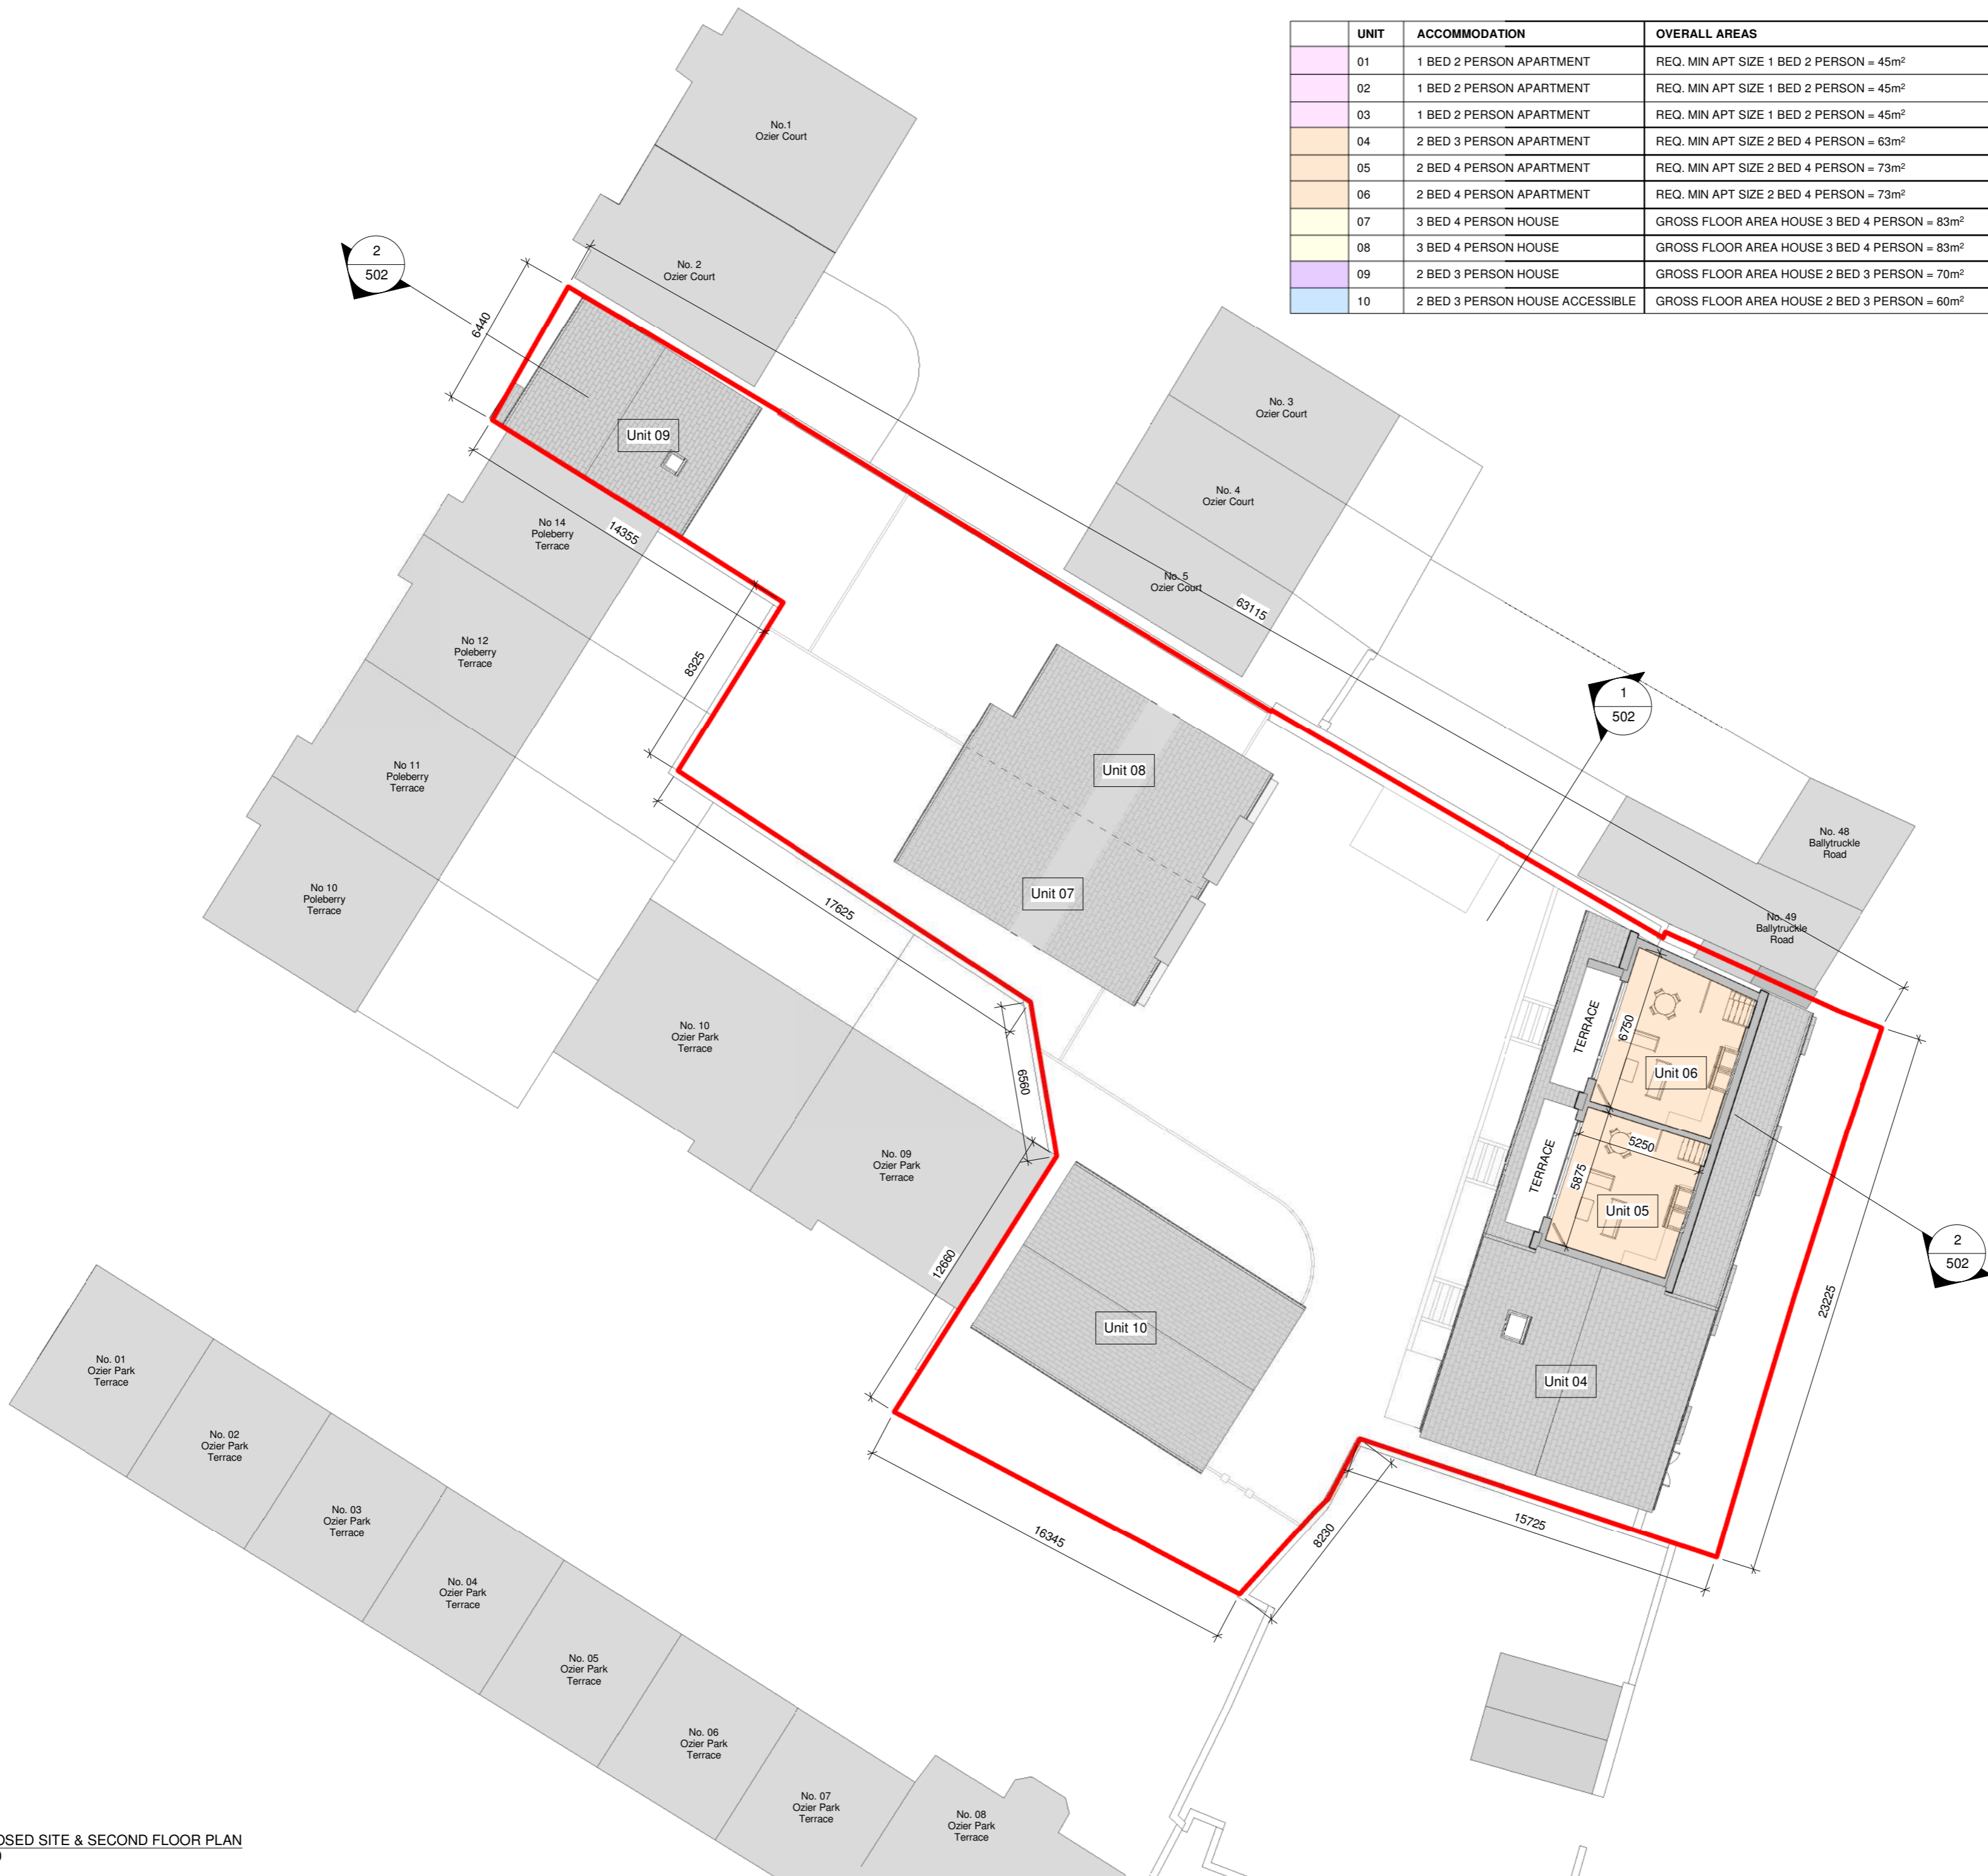 UNIT ACCOMMODATION OVERALL AREAS
01 1 BED 2 PERSON APARTMENT REQ. MIN APT SIZE 1 BED 2 PERSON = 45m²
02 1 BED 2 PERSON APARTMENT REQ. MIN APT SIZE 1 BED 2 PERSON = 45m²
03 1 BED 2 PERSON APARTMENT REQ. MIN APT SIZE 1 BED 2 PERSON = 45m²
04 2 BED 3 PERSON APARTMENT REQ. MIN APT SIZE 2 BED 4 PERSON = 63m²
05 2 BED 4 PERSON APARTMENT REQ. MIN APT SIZE 2 BED 4 PERSON = 73m²
06 2 BED 4 PERSON APARTMENT REQ. MIN APT SIZE 2 BED 4 PERSON = 73m²
07 3 BED 4 PERSON HOUSE GROSS FLOOR AREA HOUSE 3 BED 4 PERSON = 83m²
08 3 BED 4 PERSON HOUSE GROSS FLOOR AREA HOUSE 3 BED 4 PERSON = 83m²
09 2 BED 3 PERSON HOUSE GROSS FLOOR AREA HOUSE 2 BED 3 PERSON = 70m²
10 2 BED 3 PERSON HOUSE ACCESSIBLE GROSS FLOOR AREA HOUSE 2 BED 3 PERSON = 60m²
No.1
Ozier Court
No. 2
Ozier Court
2
502
6440
Unit 09
No. 3
Ozier Court
No. 4
Ozier Court
No. 5
Ozier Court
63115
No 14
Poleberry
Terrace
14355
8325
No 12
Poleberry
Terrace
No 11
Poleberry
Terrace
No 10
Poleberry
Terrace
1
502
Unit 08
Unit 07
17625
No. 48
Ballytruckle
Road
No. 49
Ballytruckle
Road
TERRACE
6750
Unit 06
No. 10
Ozier Park
Terrace
6560
TERRACE
5250
5875
Unit 05
No. 09
Ozier Park
Terrace
2
502
12660
23225
Unit 10
Unit 04
No. 01
Ozier Park
Terrace
No. 02
Ozier Park
Terrace
No. 03
Ozier Park
Terrace
16345
8230
15725
No. 04
Ozier Park
Terrace
No. 05
Ozier Park
Terrace
No. 06
Ozier Park
Terrace
No. 07
Ozier Park
Terrace
No. 08
Ozier Park
Terrace
OSED SITE & SECOND FLOOR PLAN